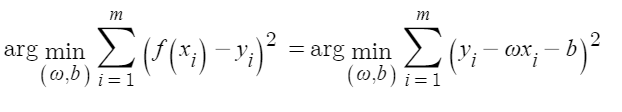 arg min_{(ω,b)} ∑_{i=1}^{m} (f(x_i) − y_i)^2 = arg min_{(ω,b)} ∑_{i=1}^{m} (y_i − ωx_i − b)^2